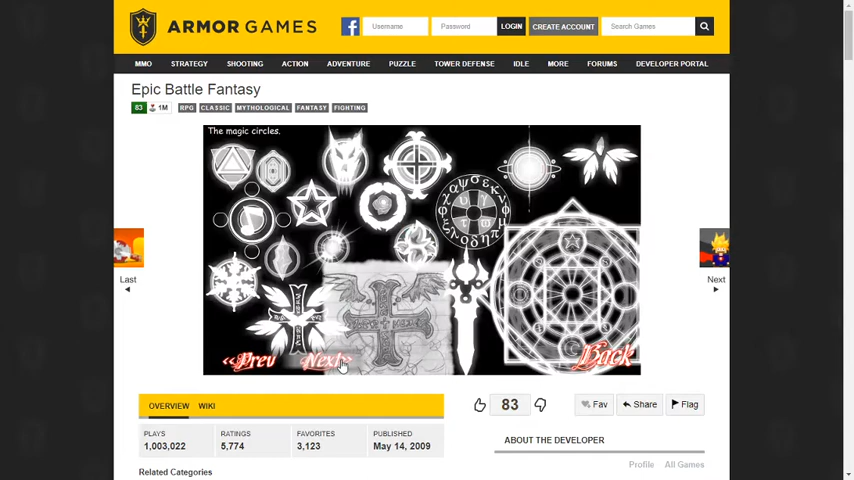 ARMOR GAMES
Username
Password
LOGIN
CREATE ACCOUNT
Search Games
MMO STRATEGY SHOOTING ACTION ADVENTURE PUZZLE TOWER DEFENSE IDLE MORE FORUMS DEVELOPER PORTAL
Epic Battle Fantasy
83 1M RPG CLASSIC MYTHOLOGICAL FANTASY FIGHTING
The magic circles.
Last
Next
<<Prev Next>> Back
OVERVIEW WIKI
83
Fav Share Flag
PLAYS RATINGS FAVORITES PUBLISHED
1,003,022 5,774 3,123 May 14, 2009
ABOUT THE DEVELOPER
Profile All Games
Related Categories